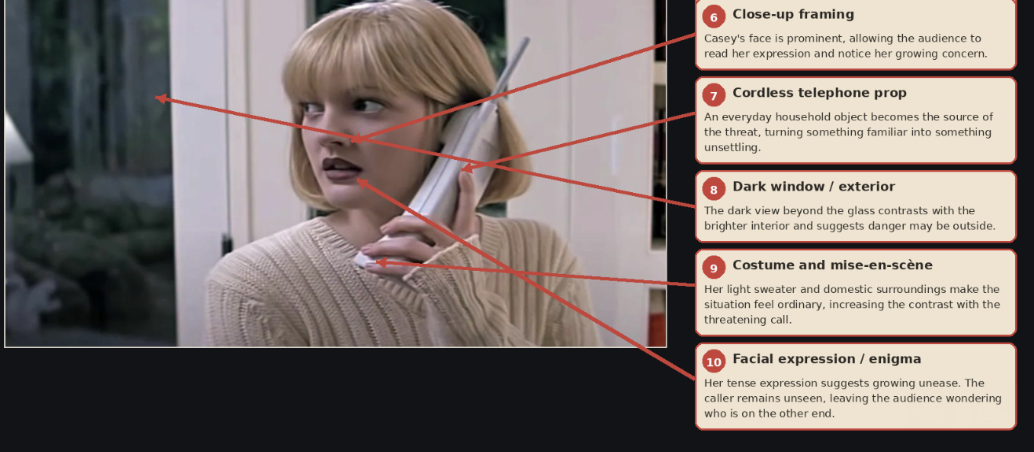 6 Close-up framing
Casey's face is prominent, allowing the audience to
read her expression and notice her growing concern.
7 Cordless telephone prop
An everyday household object becomes the source of
the threat, turning something familiar into something
unsettling.
8 Dark window / exterior
The dark view beyond the glass contrasts with the
brighter interior and suggests danger may be outside.
9 Costume and mise-en-scène
Her light sweater and domestic surroundings make the
situation feel ordinary, increasing the contrast with the
threatening call.
10 Facial expression / enigma
Her tense expression suggests growing unease. The
caller remains unseen, leaving the audience wondering
who is on the other end.